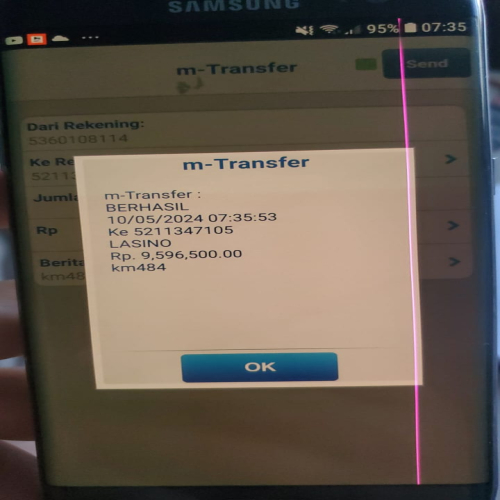 SAMSUNG
95% 07:35
m-Transfer
Send
Dari Rekening:
5360108114
Ke Re
5211
Jumla
Rp
Berita
km48
m-Transfer
m-Transfer :
BERHASIL
10/05/2024 07:35:53
Ke 5211347105
LASINO
Rp. 9,596,500.00
km484
OK